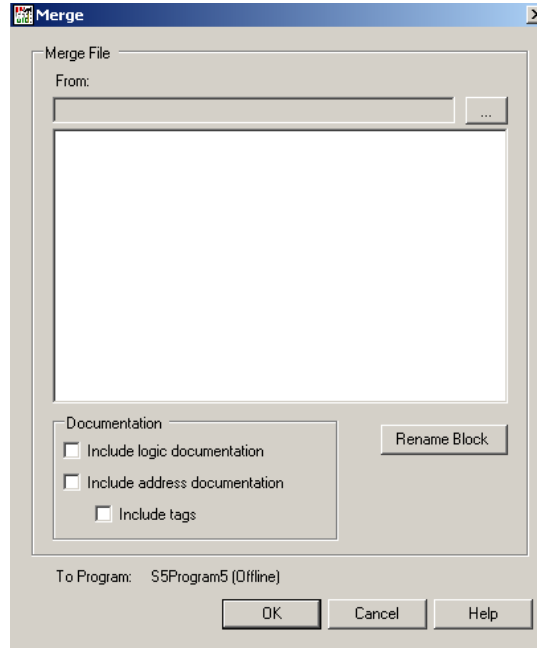 Merge
Merge File
From:
...
Documentation
Include logic documentation
Include address documentation
Include tags
Rename Block
To Program: S5Program5 (Offline)
OK Cancel Help